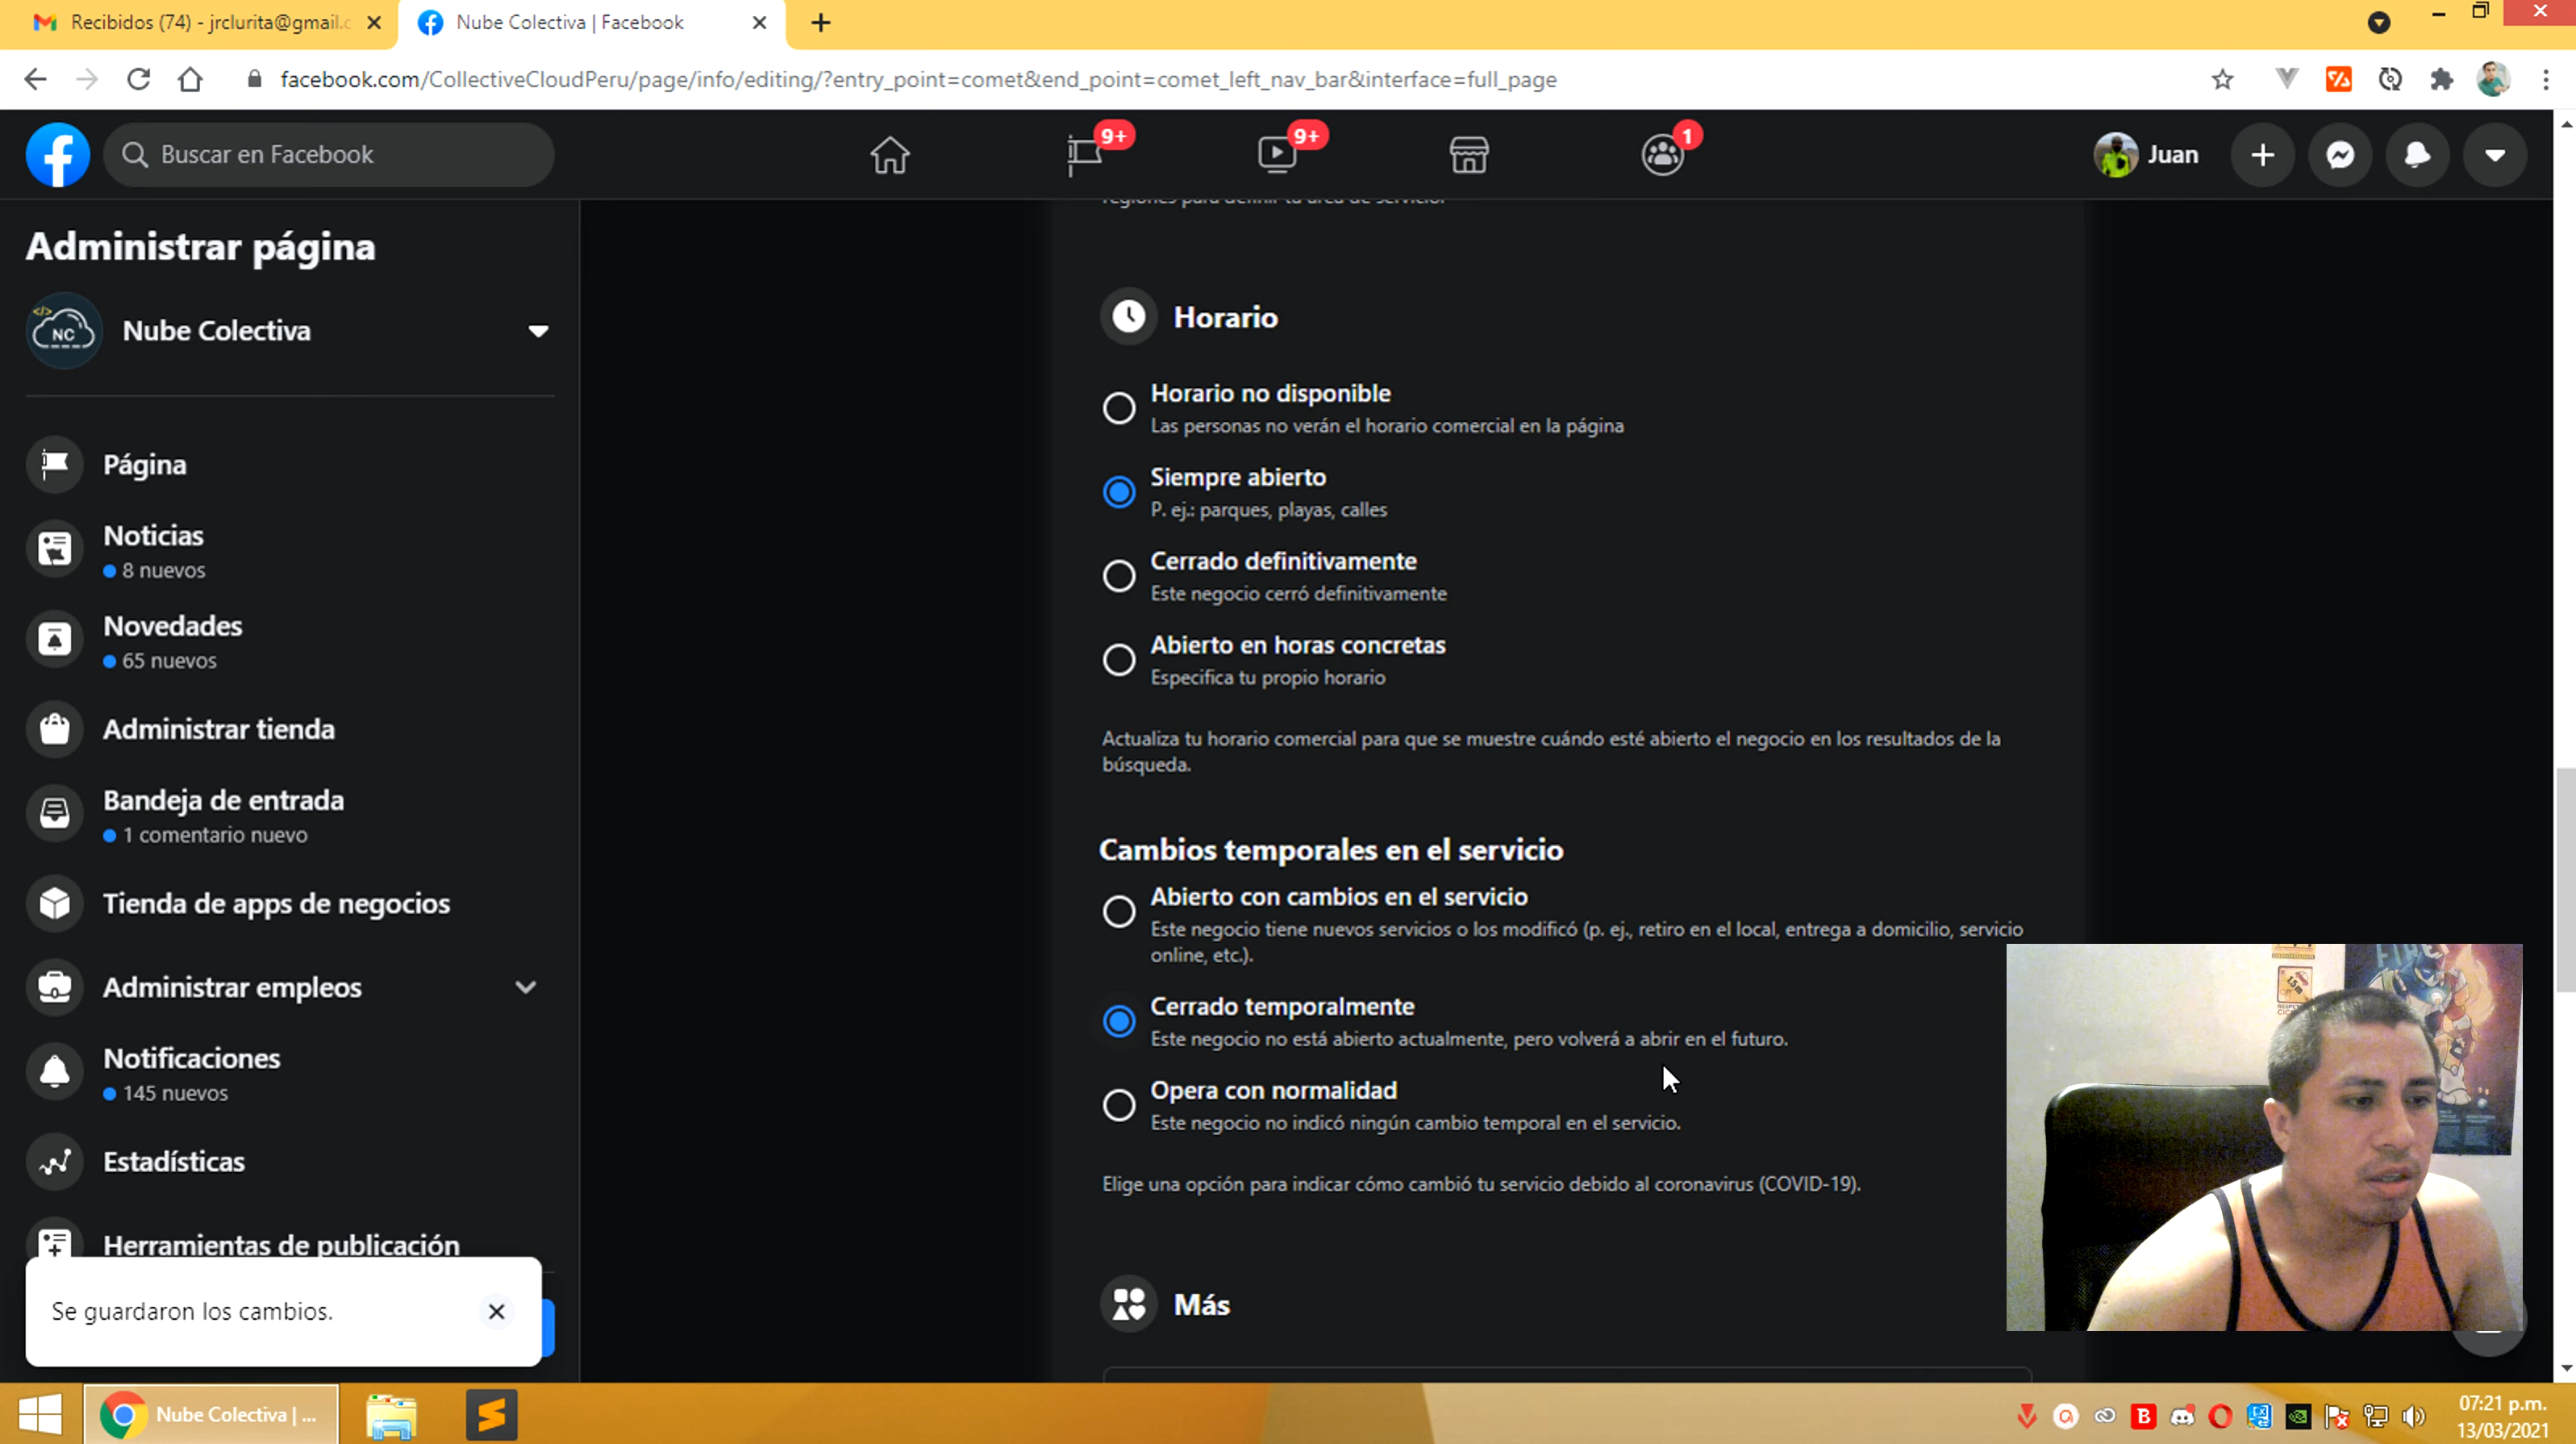 Recibidos (74) - jrclurita@gmail.c
Nube Colectiva | Facebook
facebook.com/CollectiveCloudPeru/page/info/editing/?entry_point=comet&end_point=comet_left_nav_bar&interface=full_page
Buscar en Facebook
9+
9+
1
Juan
Administrar página
NC
Nube Colectiva
Página
Noticias
8 nuevos
Novedades
65 nuevos
Administrar tienda
Bandeja de entrada
1 comentario nuevo
Tienda de apps de negocios
Administrar empleos
Notificaciones
145 nuevos
Estadísticas
Herramientas de publicación
Se guardaron los cambios.
regiones para definir tu área de servicio.
Horario
Horario no disponible
Las personas no verán el horario comercial en la página
Siempre abierto
P. ej.: parques, playas, calles
Cerrado definitivamente
Este negocio cerró definitivamente
Abierto en horas concretas
Especifica tu propio horario
Actualiza tu horario comercial para que se muestre cuándo esté abierto el negocio en los resultados de la
búsqueda.
Cambios temporales en el servicio
Abierto con cambios en el servicio
Este negocio tiene nuevos servicios o los modificó (p. ej., retiro en el local, entrega a domicilio, servicio
online, etc.).
Cerrado temporalmente
Este negocio no está abierto actualmente, pero volverá a abrir en el futuro.
Opera con normalidad
Este negocio no indicó ningún cambio temporal en el servicio.
Elige una opción para indicar cómo cambió tu servicio debido al coronavirus (COVID-19).
Más
Nube Colectiva | ...
07:21 p.m.
13/03/2021